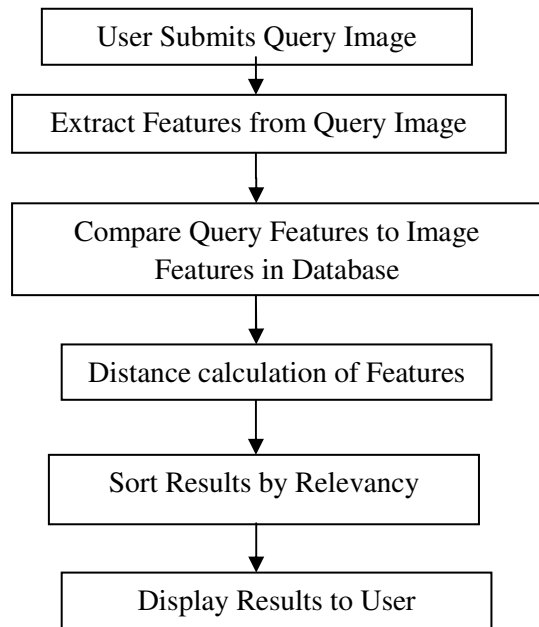 User Submits Query Image
Extract Features from Query Image
Compare Query Features to Image
Features in Database
Distance calculation of Features
Sort Results by Relevancy
Display Results to User